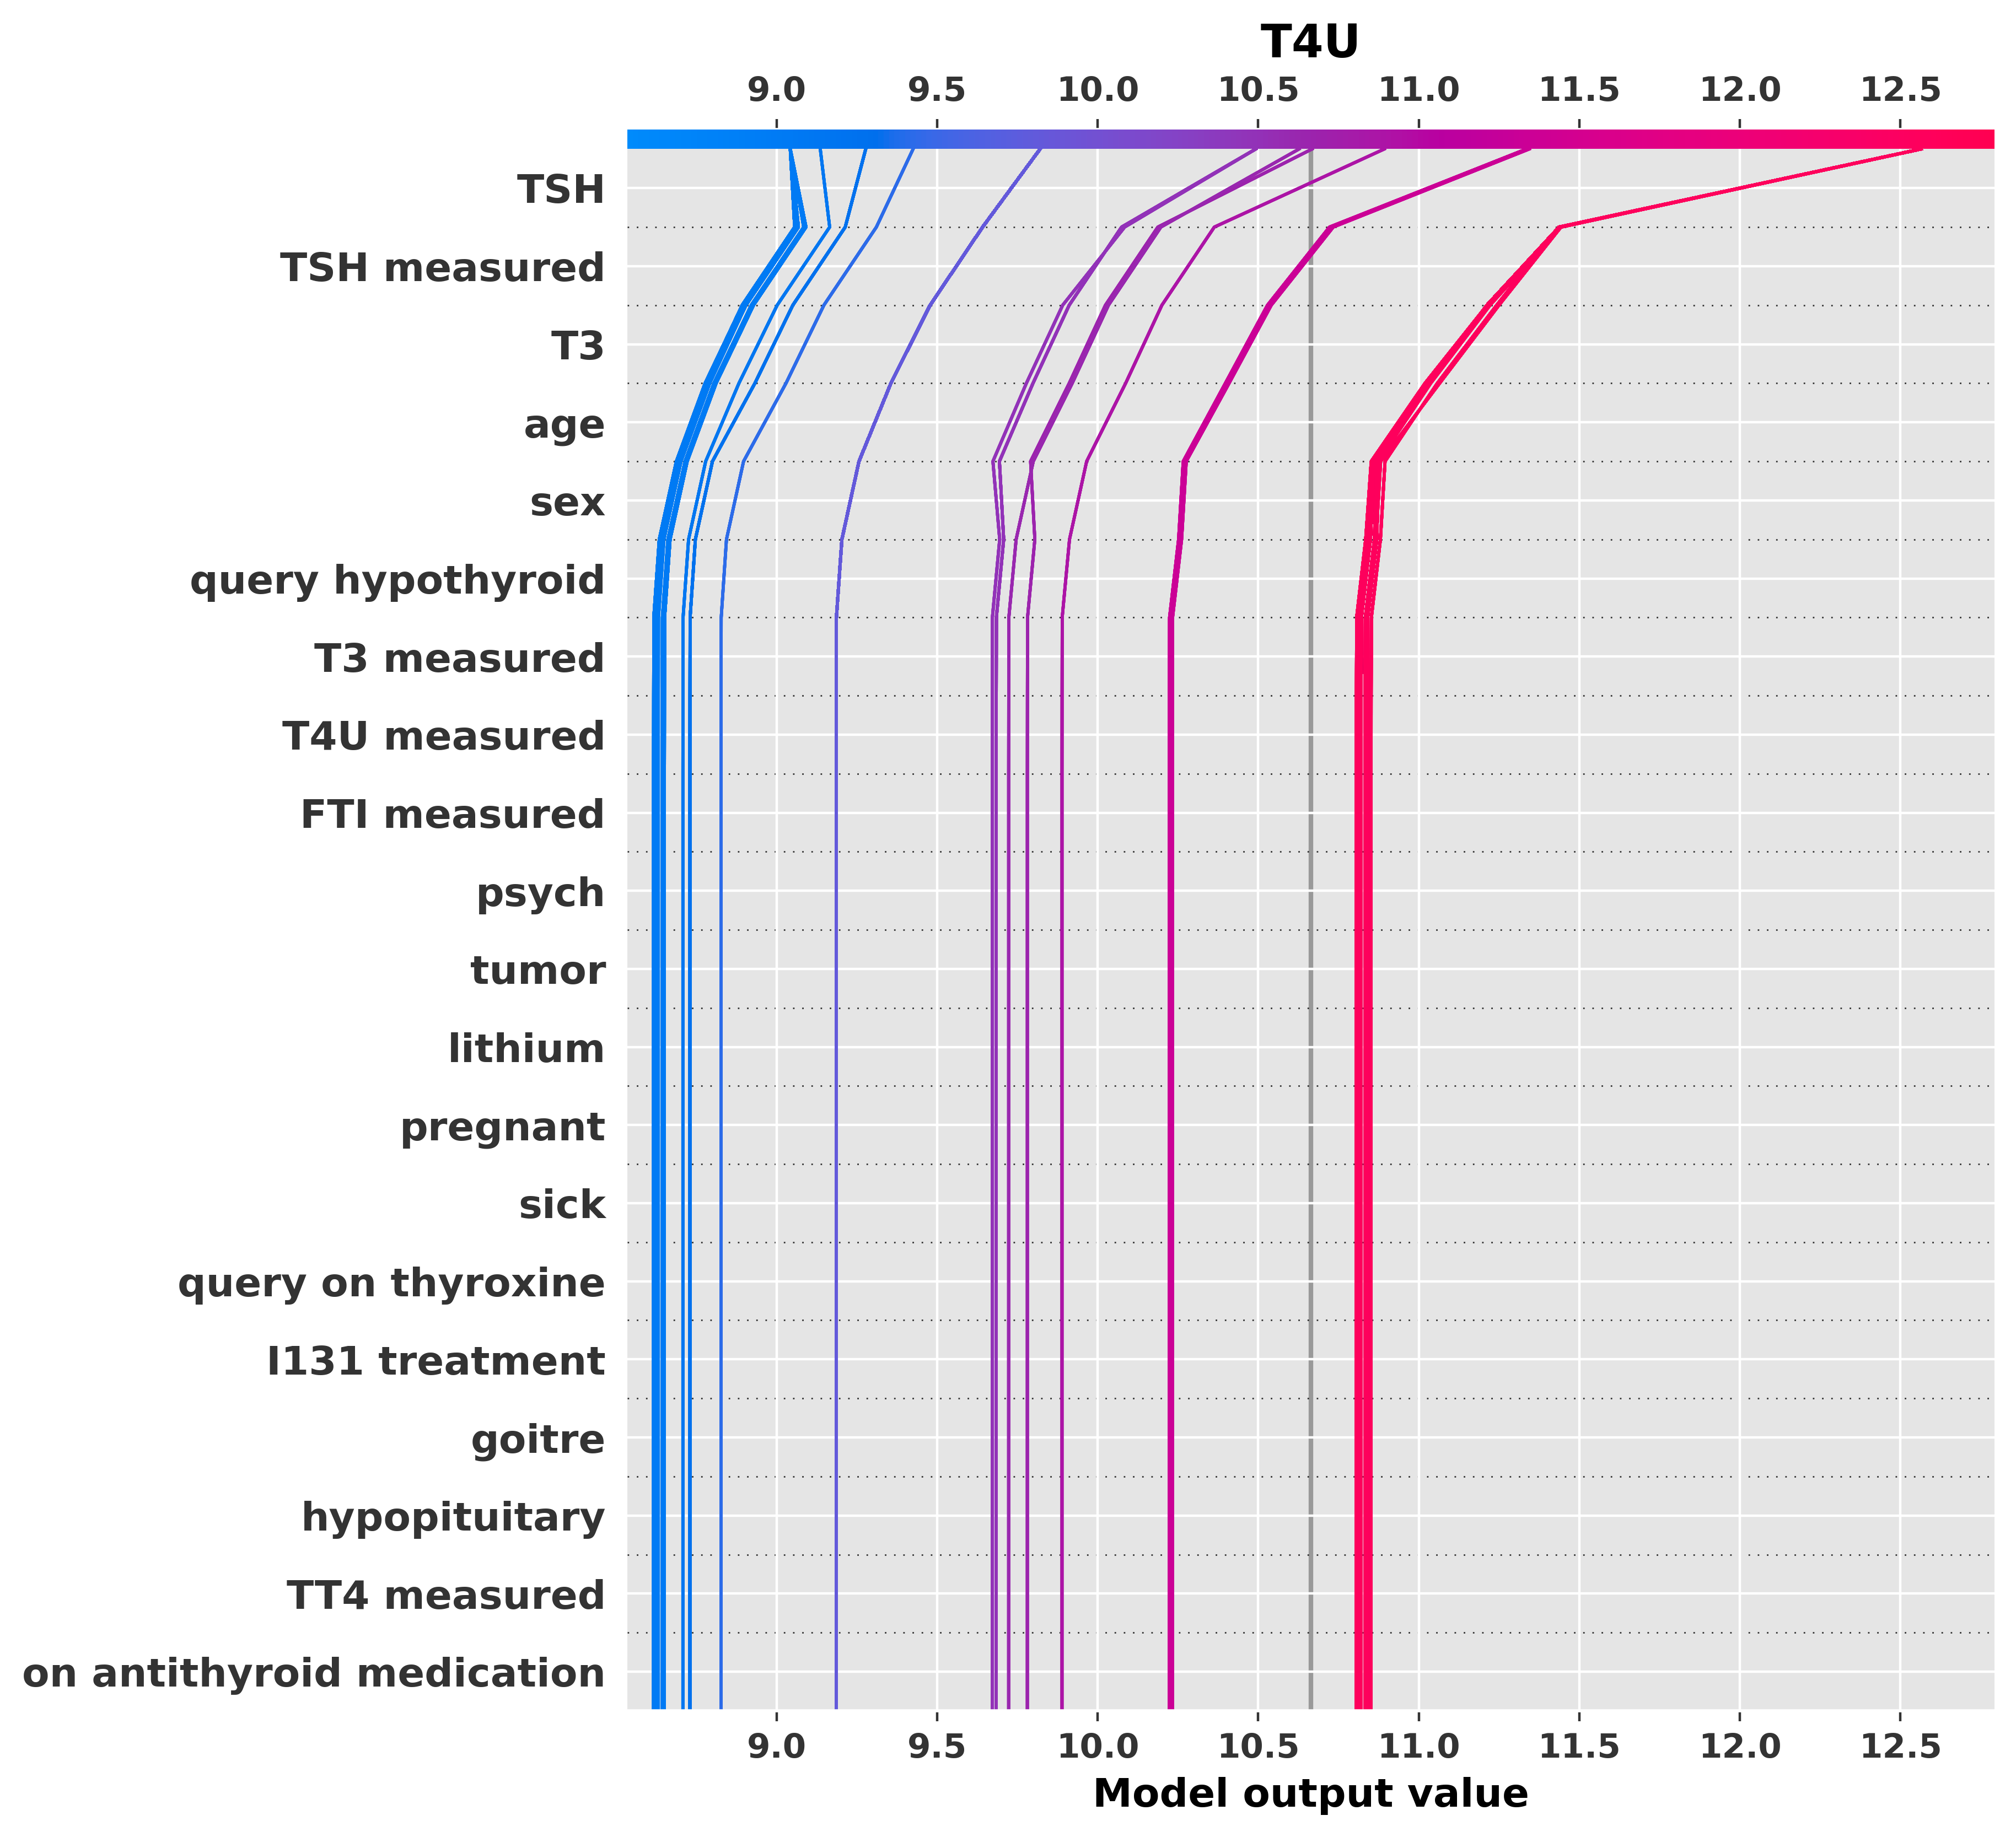 T4U
9.0 9.5 10.0 10.5 11.0 11.5 12.0 12.5
TSH
TSH measured
T3
age
sex
query hypothyroid
T3 measured
T4U measured
FTI measured
psych
tumor
lithium
pregnant
sick
query on thyroxine
I131 treatment
goitre
hypopituitary
TT4 measured
on antithyroid medication
9.0 9.5 10.0 10.5 11.0 11.5 12.0 12.5
Model output value